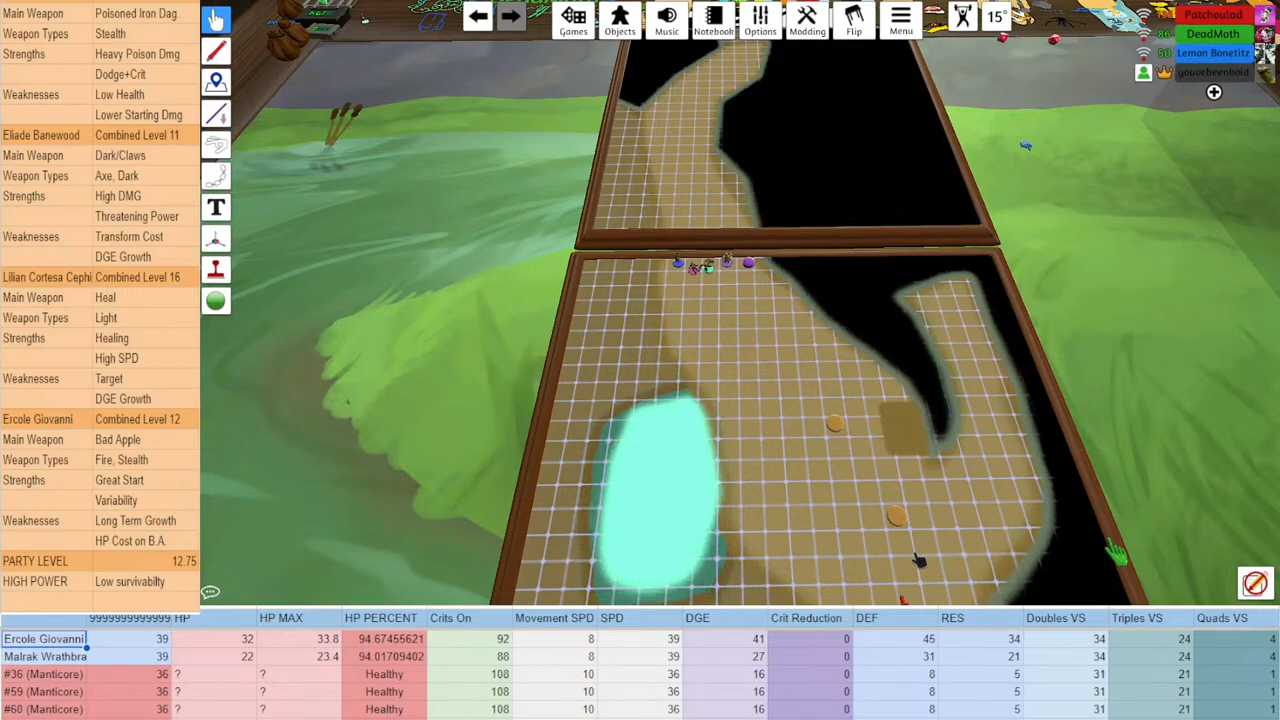 Main Weapon Poisoned Iron Dag.
Weapon Types Stealth
Strengths Heavy Poison Dmg
Dodge+Crit
Weaknesses Low Health
Lower Starting Dmg
Eliade Banewood Combined Level 11
Main Weapon Dark/Claws
Weapon Types Axe, Dark
Strengths High DMG
Threatening Power
Weaknesses Transform Cost
DGE Growth
Lilian Cortesa Cephi Combined Level 16
Main Weapon Heal
Weapon Types Light
Strengths Healing
High SPD
Weaknesses Target
DGE Growth
Ercole Giovanni Combined Level 12
Main Weapon Bad Apple
Weapon Types Fire, Stealth
Strengths Great Start
Variability
Weaknesses Long Term Growth
HP Cost on B.A.
PARTY LEVEL 12.75
HIGH POWER Low survivabilty
T
Games Objects Music Notebook Options Modding Flip Menu 15°
Patchoulad
86 DeadMoth
50 Lemon Bonetitz
youvebeenboid
9999999999999 HP HP MAX HP PERCENT Crits On Movement SPD SPD DGE Crit Reduction DEF RES Doubles VS Triples VS Quads VS
Ercole Giovanni 39 32 33.8 94.67455621 92 8 39 41 0 45 34 34 24 4
Malrak Wrathbra 39 22 23.4 94.01709402 88 8 39 27 0 31 21 34 24 4
#36 (Manticore) 36 ? ? Healthy 108 10 36 16 0 8 5 31 21 1
#59 (Manticore) 36 ? ? Healthy 108 10 36 16 0 8 5 31 21 1
#60 (Manticore) 36 ? ? Healthy 108 10 36 16 0 8 5 31 21 1